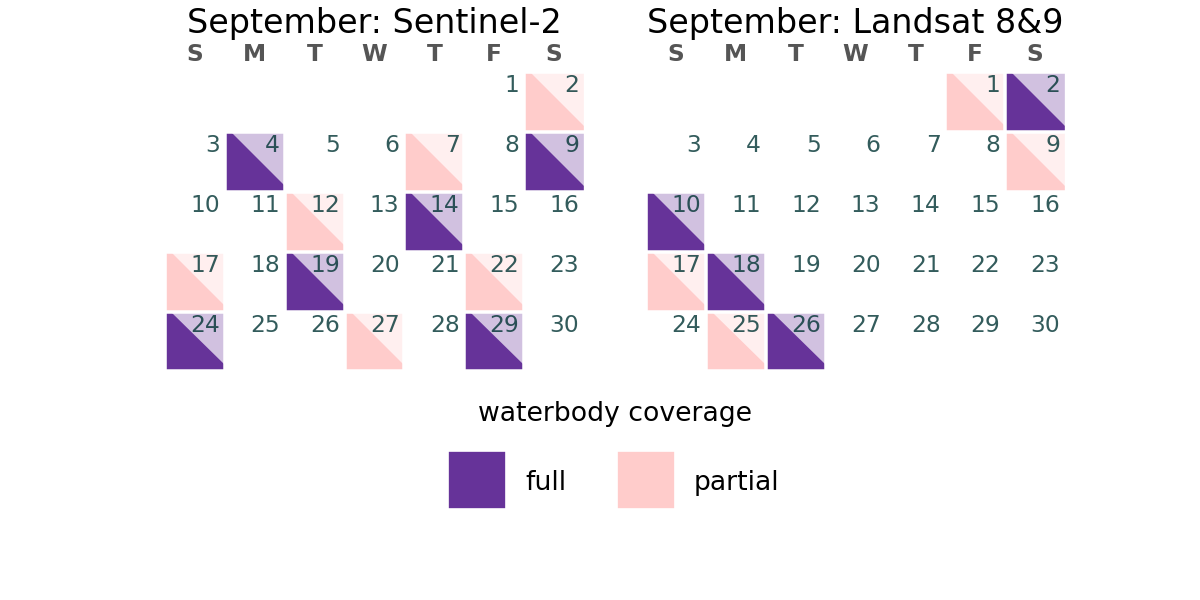 September: Sentinel-2
S M T W T F S
1 2
3 4 5 6 7 8 9
10 11 12 13 14 15 16
17 18 19 20 21 22 23
24 25 26 27 28 29 30
September: Landsat 8&9
S M T W T F S
1 2
3 4 5 6 7 8 9
10 11 12 13 14 15 16
17 18 19 20 21 22 23
24 25 26 27 28 29 30
waterbody coverage
full partial